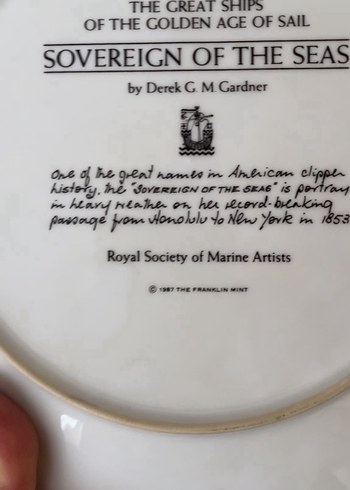 THE GREAT SHIPS
OF THE GOLDEN AGE OF SAIL
SOVEREIGN OF THE SEAS
by Derek G. M. Gardner
One of the great names in American clipper
history, the "SOVEREIGN OF THE SEAS" is portray
in heavy weather on her record-breaking
passage from Honolulu to New York in 1853
Royal Society of Marine Artists
© 1987 THE FRANKLIN MINT